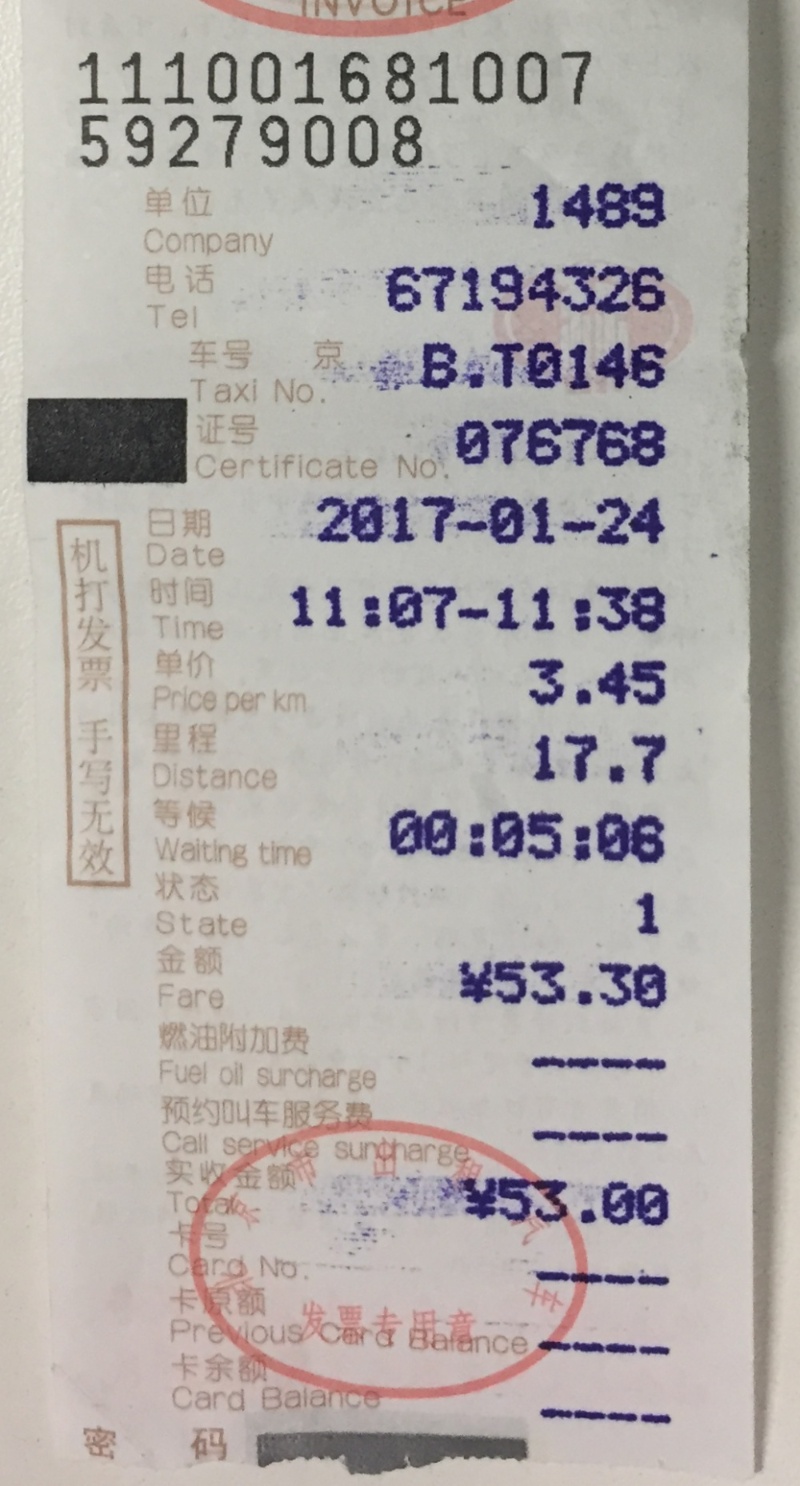 INVOICE
111001681007
59279008
单位 1489
Company
电话 67194326
Tel
车号 京 B.T0146
Taxi No.
证号 076768
Certificate No.
日期 2017-01-24
Date
时间 11:07-11:38
Time
单价 3.45
Price per km
里程 17.7
Distance
等候 00:05:06
Waiting time
状态 1
State
金额 ¥53.30
Fare
燃油附加费 -----
Fuel oil surcharge
预约叫车服务费 -----
Call service surcharge
实收金额 ¥53.00
Total
卡号 -----
Card No.
卡原额 -----
Previous Card Balance
卡余额 -----
Card Balance
密 码
机打发票 手写无效
北京市出租汽车
发票专用章